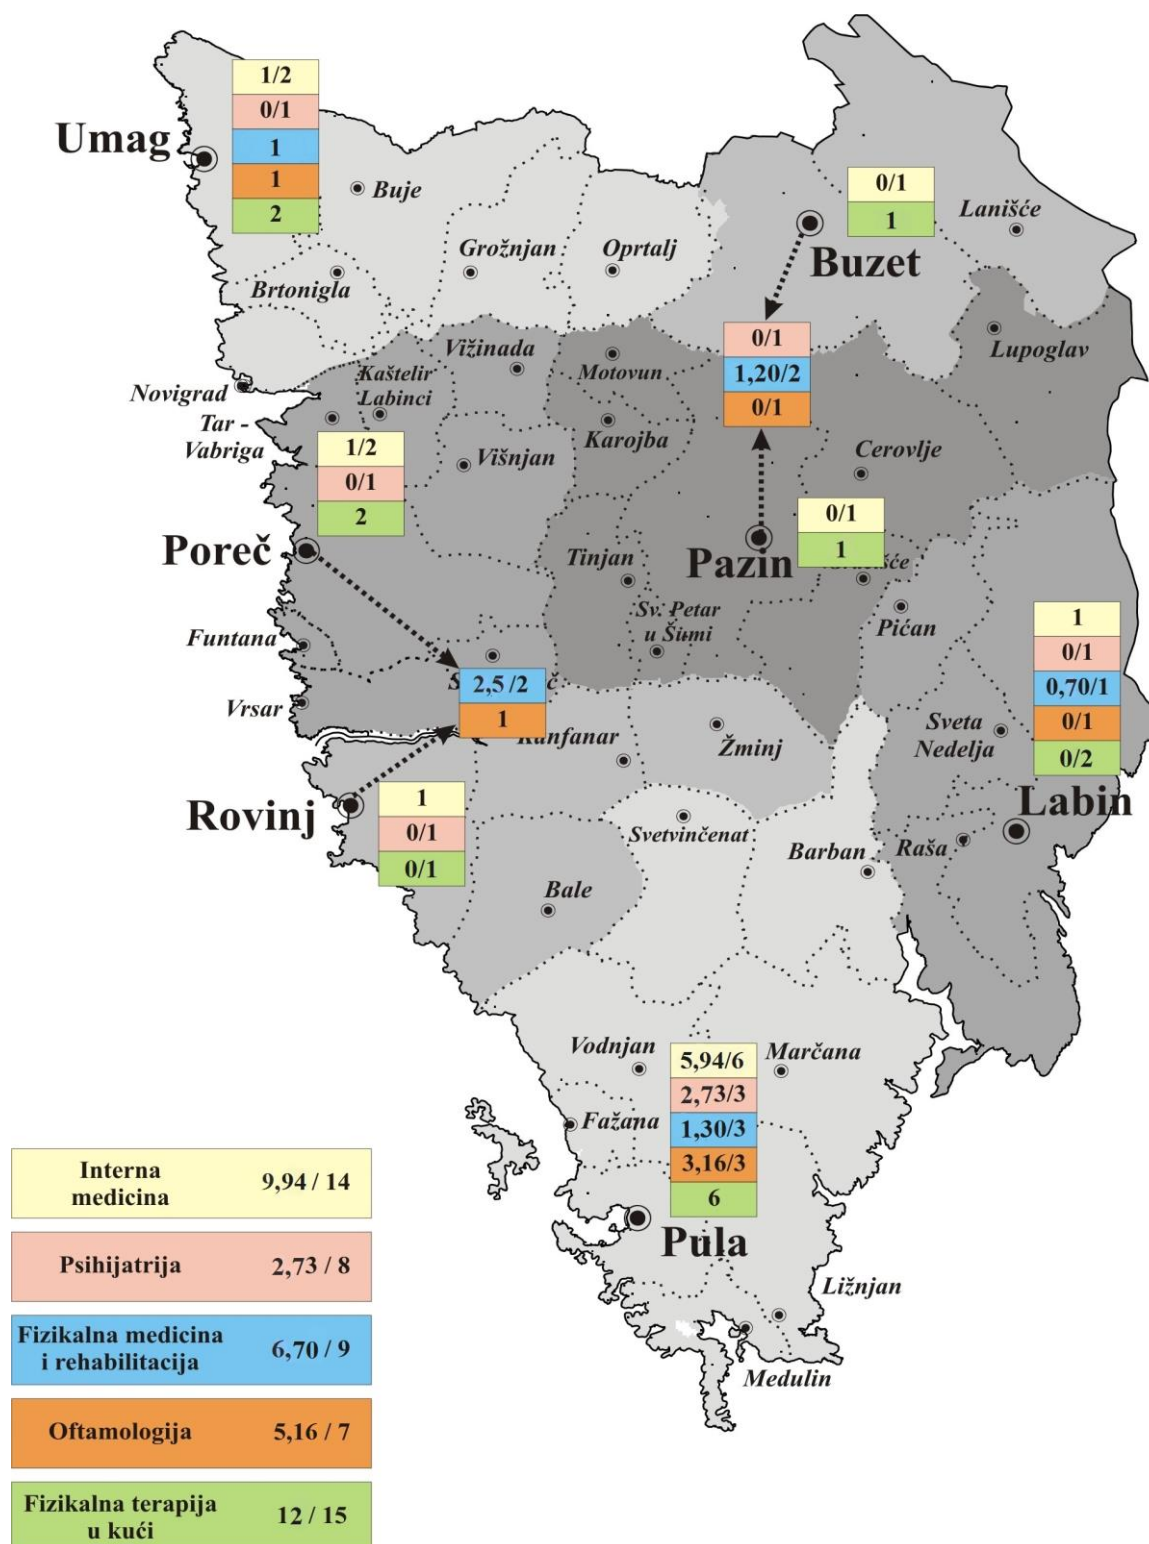 1/2
0/1
1
1
2
Umag
Buje
Grožnjan
Oprtalj
Brtonigla
0/1
1
Lanišće
Buzet
0/1
1,20/2
0/1
Lupoglav
Vižinada
Motovun
Novigrad
Kaštelir
Labinci
Tar -
Vabriga
Karojba
Višnjan
Cerovlje
1/2
0/1
2
Poreč
0/1
1
Pazin
Tinjan
Sv. Petar
u Šumi
Pićan
Funtana
Vrsar
2,5 /2
1
Kanfanar
Žminj
1
0/1
0,70/1
0/1
0/2
Sveta
Nedelja
Labin
Rovinj
1
0/1
0/1
Svetvinčenat
Barban
Raša
Bale
Vodnjan
Marčana
5,94/6
2,73/3
1,30/3
3,16/3
6
Fažana
Pula
Ližnjan
Medulin
Interna
medicina 9,94 / 14
Psihijatrija 2,73 / 8
Fizikalna medicina
i rehabilitacija 6,70 / 9
Oftamologija 5,16 / 7
Fizikalna terapija
u kući 12 / 15